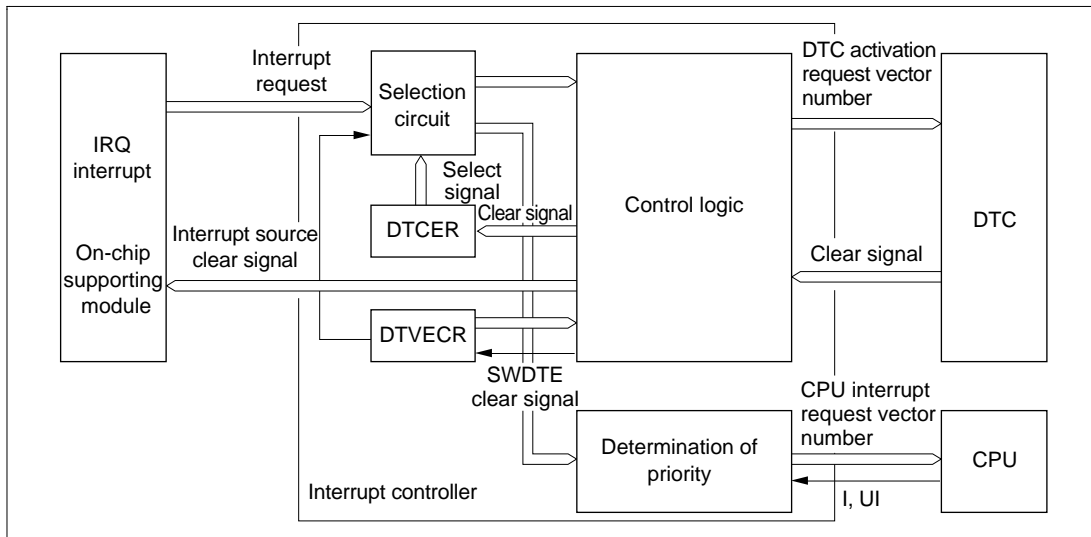 Interrupt
request
DTC activation
request vector
number
Selection
circuit
IRQ
interrupt
Select
signal
Control logic
DTC
DTCER
Clear signal
Interrupt source
clear signal
Clear signal
On-chip
supporting
module
DTVECR
SWDTE
clear signal
CPU interrupt
request vector
number
Determination of
priority
CPU
I, UI
Interrupt controller